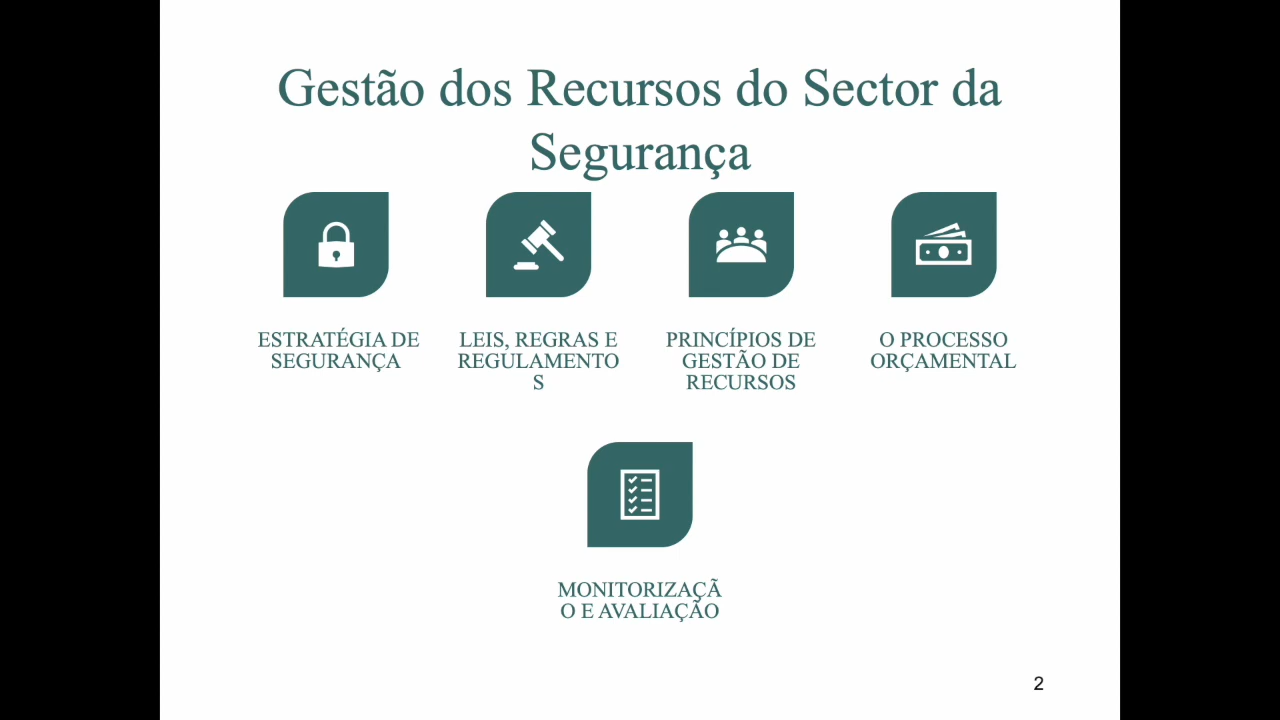 Gestão dos Recursos do Sector da
Segurança
ESTRATÉGIA DE
SEGURANÇA
LEIS, REGRAS E
REGULAMENTO
S
PRINCÍPIOS DE
GESTÃO DE
RECURSOS
O PROCESSO
ORÇAMENTAL
MONITORIZAÇÃ
O E AVALIAÇÃO
2